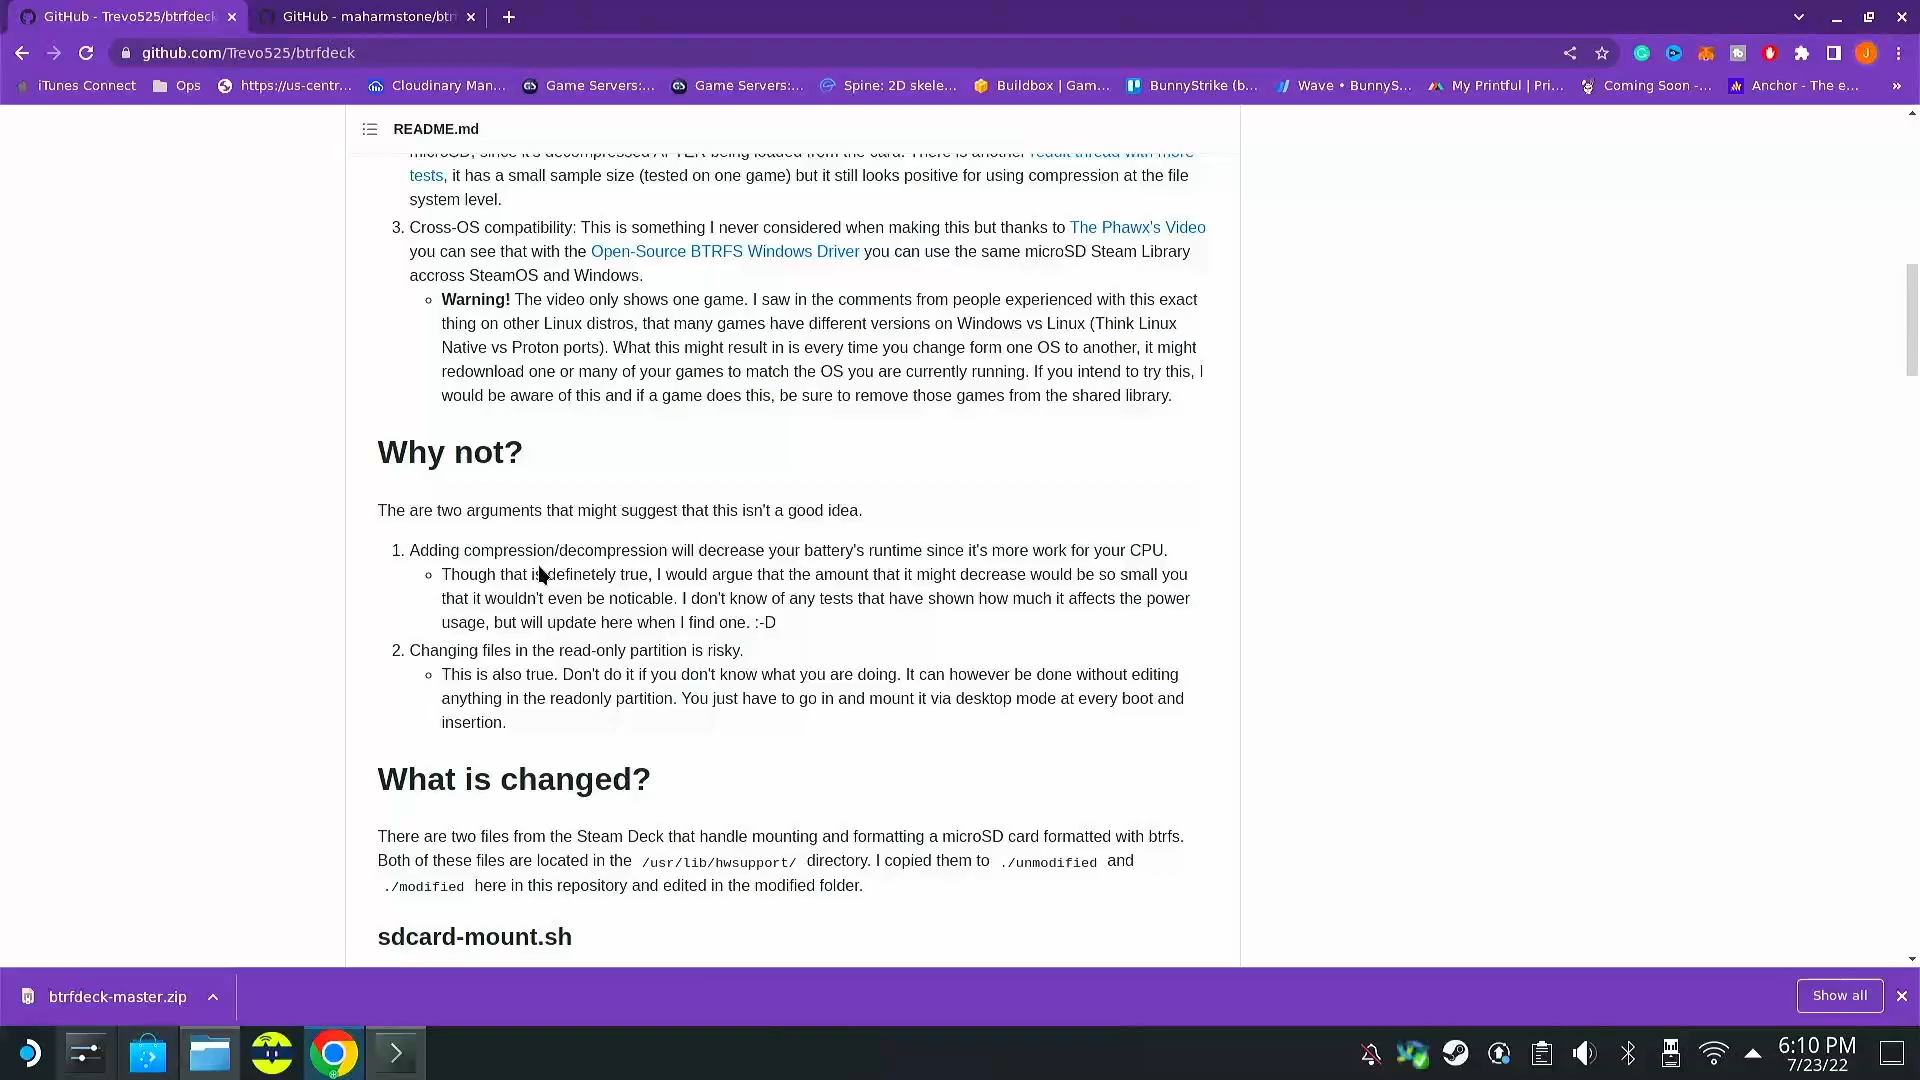 GitHub - Trevo525/btrfdeck
GitHub - maharmstone/btrf
github.com/Trevo525/btrfdeck
iTunes Connect
Ops
https://us-centr...
Cloudinary Man...
Game Servers:...
Game Servers:...
Spine: 2D skele...
Buildbox | Gam...
BunnyStrike (b...
Wave • BunnyS...
My Printful | Pri...
Coming Soon -...
Anchor - The e...
»
README.md
microSD, since it's decompressed AFTER being loaded from the card. There is another reddit thread with more
tests, it has a small sample size (tested on one game) but it still looks positive for using compression at the file
system level.
3. Cross-OS compatibility: This is something I never considered when making this but thanks to The Phawx's Video
you can see that with the Open-Source BTRFS Windows Driver you can use the same microSD Steam Library
accross SteamOS and Windows.
Warning! The video only shows one game. I saw in the comments from people experienced with this exact
thing on other Linux distros, that many games have different versions on Windows vs Linux (Think Linux
Native vs Proton ports). What this might result in is every time you change form one OS to another, it might
redownload one or many of your games to match the OS you are currently running. If you intend to try this, I
would be aware of this and if a game does this, be sure to remove those games from the shared library.
Why not?
The are two arguments that might suggest that this isn't a good idea.
1. Adding compression/decompression will decrease your battery's runtime since it's more work for your CPU.
Though that is definetely true, I would argue that the amount that it might decrease would be so small you
that it wouldn't even be noticable. I don't know of any tests that have shown how much it affects the power
usage, but will update here when I find one. :-D
2. Changing files in the read-only partition is risky.
This is also true. Don't do it if you don't know what you are doing. It can however be done without editing
anything in the readonly partition. You just have to go in and mount it via desktop mode at every boot and
insertion.
What is changed?
There are two files from the Steam Deck that handle mounting and formatting a microSD card formatted with btrfs.
Both of these files are located in the /usr/lib/hwsupport/ directory. I copied them to ./unmodified and
./modified here in this repository and edited in the modified folder.
sdcard-mount.sh
btrfdeck-master.zip
Show all
6:10 PM
7/23/22